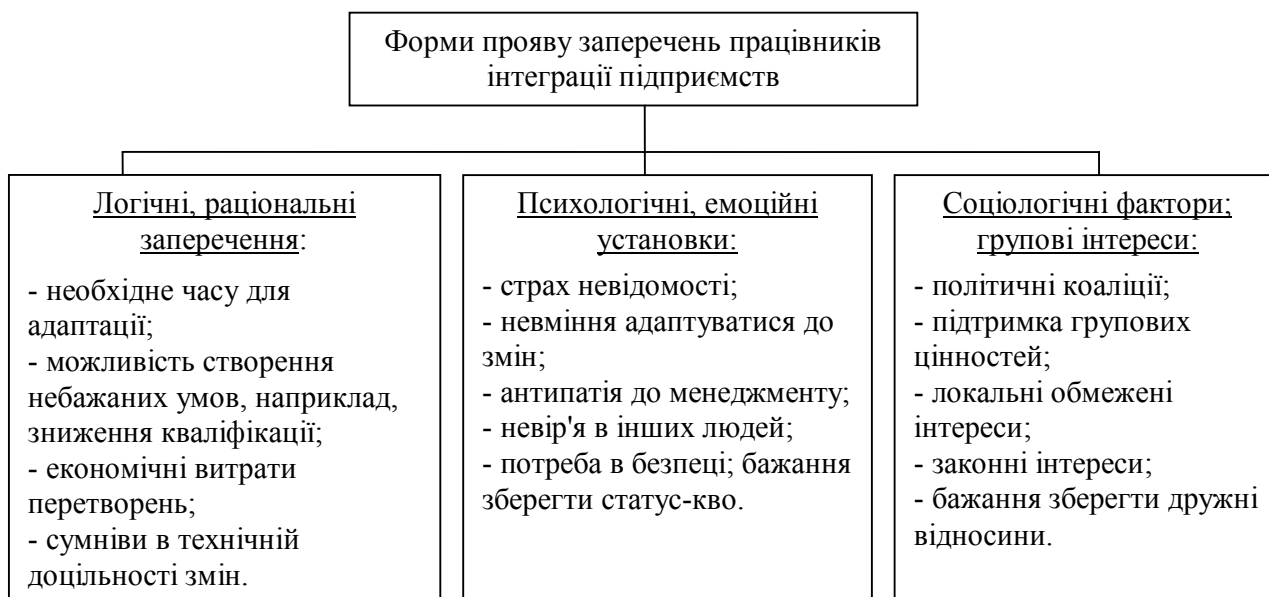 Форми прояву заперечень працівників
інтеграції підприємств
Логічні, раціональні
заперечення:
- необхідне часу для
адаптації;
- можливість створення
небажаних умов, наприклад,
зниження кваліфікації;
- економічні витрати
перетворень;
- сумніви в технічній
доцільності змін.
Психологічні, емоційні
установки:
- страх невідомості;
- невміння адаптуватися до
змін;
- антипатія до менеджменту;
- невір'я в інших людей;
- потреба в безпеці; бажання
зберегти статус-кво.
Соціологічні фактори;
групові інтереси:
- політичні коаліції;
- підтримка групових
цінностей;
- локальні обмежені
інтереси;
- законні інтереси;
- бажання зберегти дружні
відносини.